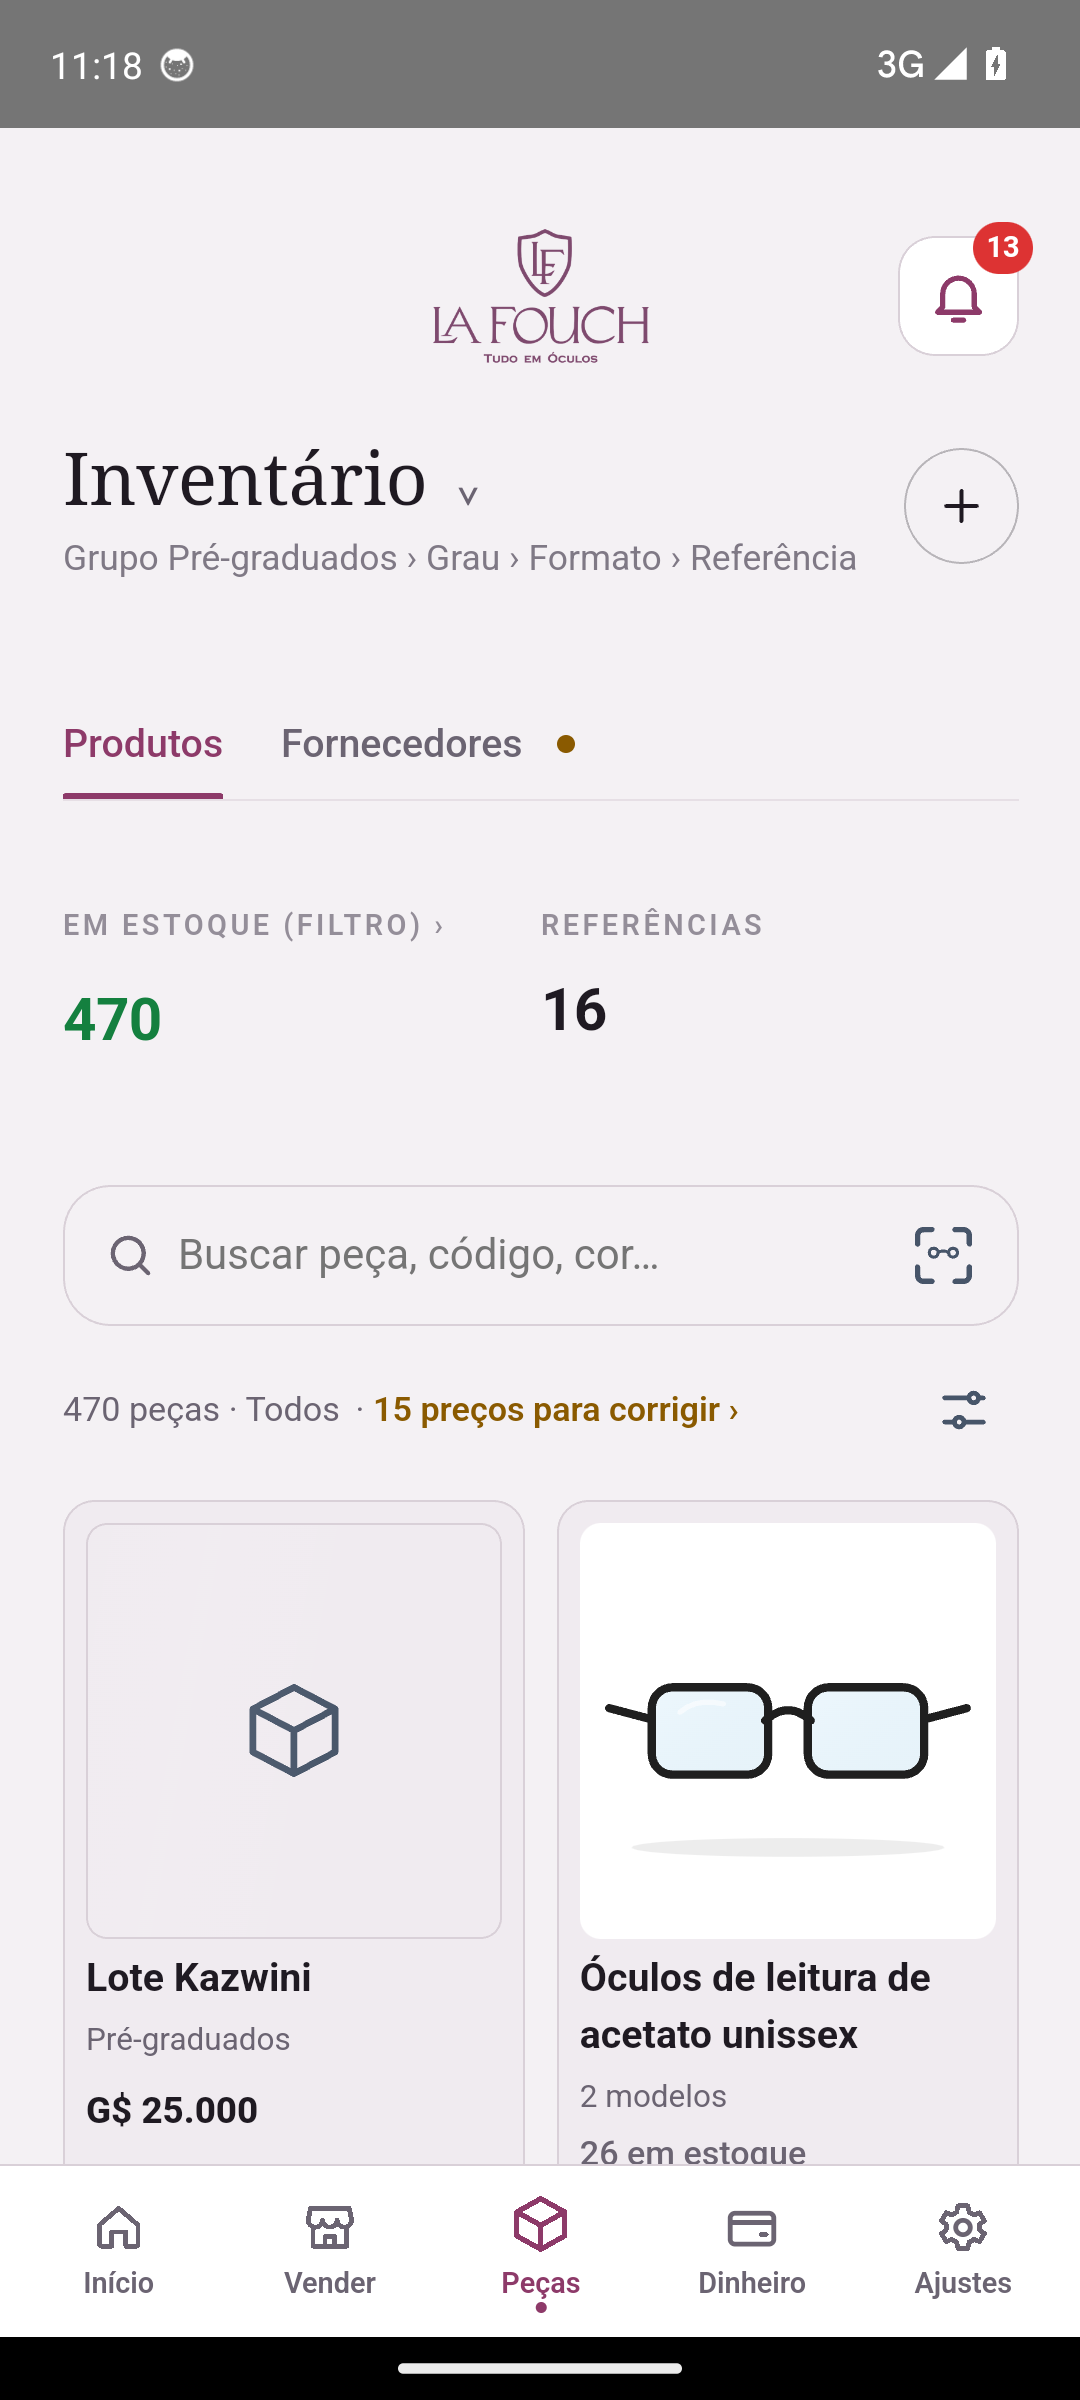 11:18
3G
13
LF
LA FOUCH
TUDO EM ÓCULOS
Inventário
Grupo Pré-graduados › Grau › Formato › Referência
Produtos
Fornecedores
EM ESTOQUE (FILTRO) ›
REFERÊNCIAS
470
16
Buscar peça, código, cor...
470 peças · Todos · 15 preços para corrigir ›
Lote Kazwini
Pré-graduados
G$ 25.000
Óculos de leitura de
acetato unissex
2 modelos
26 em estoque
Início
Vender
Peças
Dinheiro
Ajustes